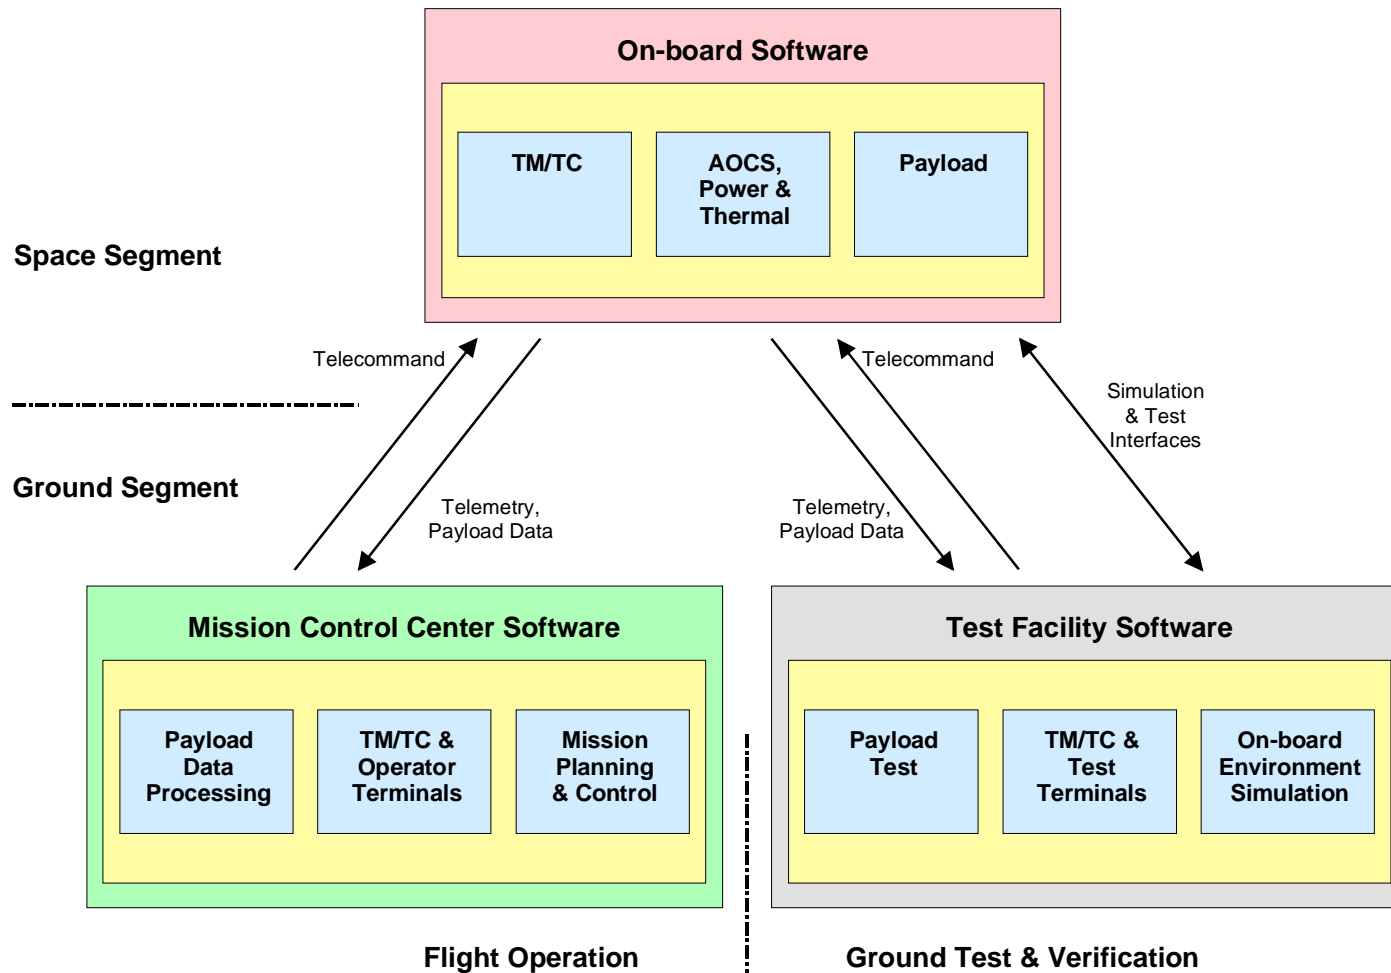 On-board Software
TM/TC
AOCS,
Power &
Thermal
Payload
Space Segment
Telecommand
Telecommand
Simulation
& Test
Interfaces
Ground Segment
Telemetry,
Payload Data
Telemetry,
Payload Data
Mission Control Center Software
Payload
Data
Processing
TM/TC &
Operator
Terminals
Mission
Planning
& Control
Test Facility Software
Payload
Test
TM/TC &
Test
Terminals
On-board
Environment
Simulation
Flight Operation
Ground Test & Verification